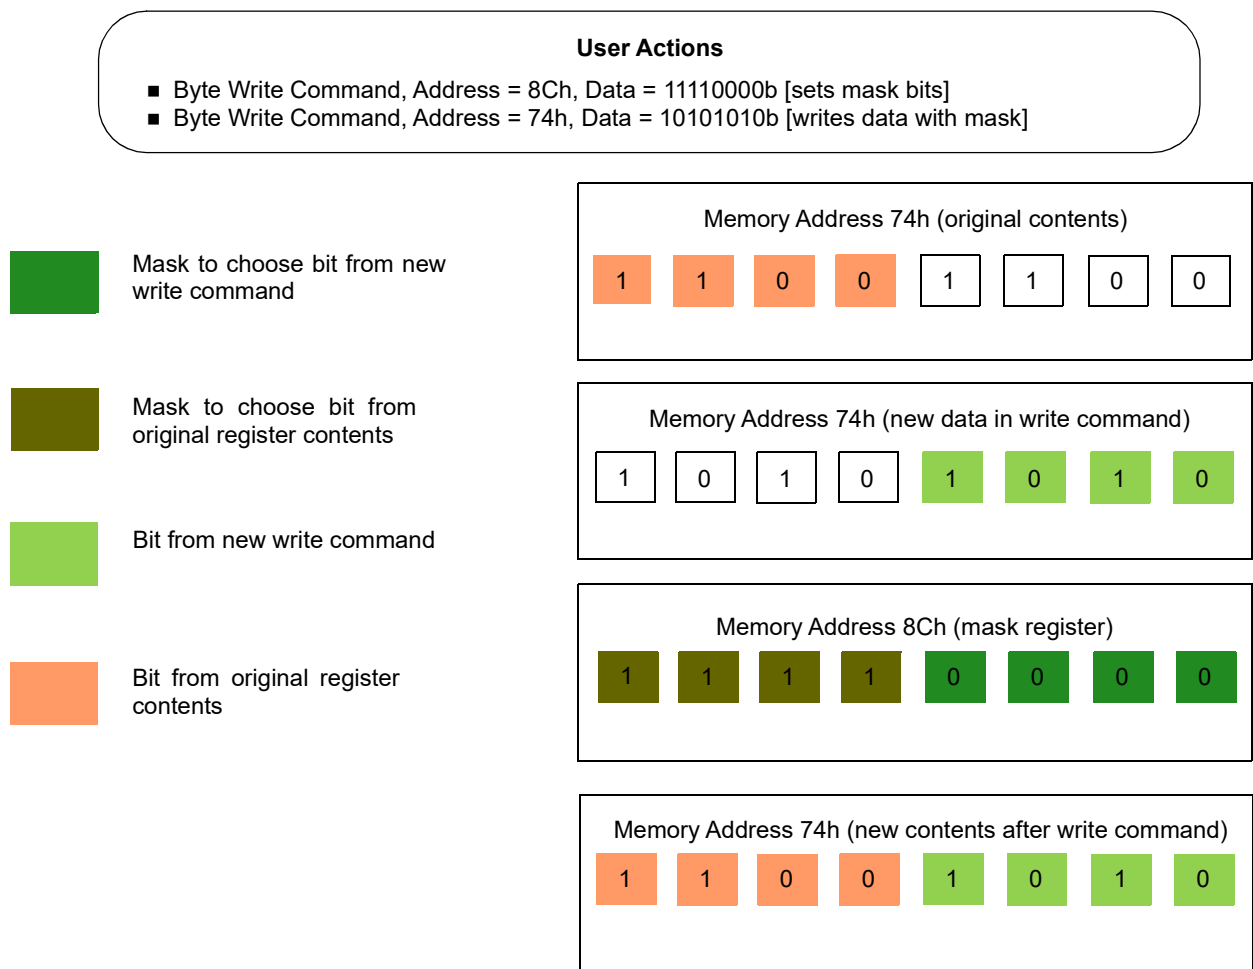 User Actions
■ Byte Write Command, Address = 8Ch, Data = 11110000b [sets mask bits]
■ Byte Write Command, Address = 74h, Data = 10101010b [writes data with mask]
Mask to choose bit from new
write command
Mask to choose bit from
original register contents
Bit from new write command
Bit from original register
contents
Memory Address 74h (original contents)
1 1 0 0 1 1 0 0
Memory Address 74h (new data in write command)
1 0 1 0 1 0 1 0
Memory Address 8Ch (mask register)
1 1 1 1 0 0 0 0
Memory Address 74h (new contents after write command)
1 1 0 0 1 0 1 0